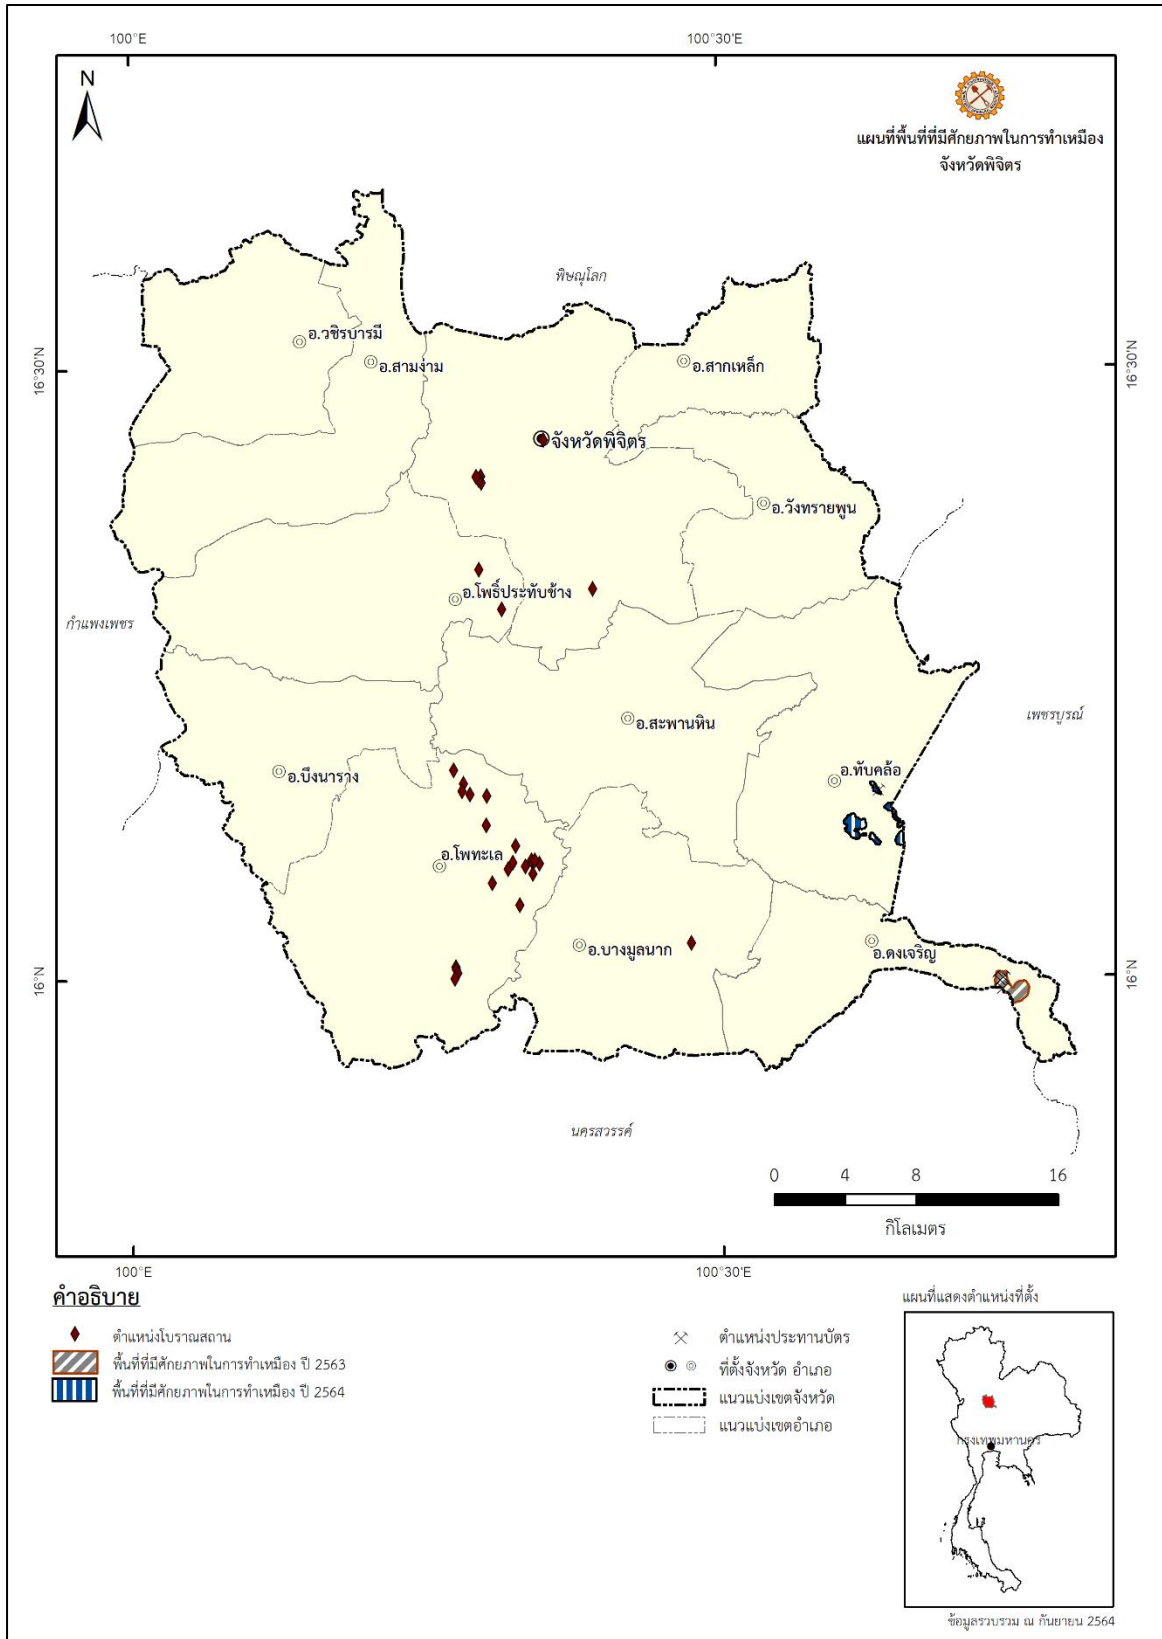 100°E
100°30'E
N
แผนที่พื้นที่ที่มีศักยภาพในการทำเหมือง
จังหวัดพิจิตร
พิษณุโลก
อ.วชิรบารมี
อ.สามง่าม
อ.สากเหล็ก
16°30'N
16°30'N
จังหวัดพิจิตร
อ.วังทรายพูน
อ.โพธิ์ประทับช้าง
กำแพงเพชร
อ.สะพานหิน
เพชรบูรณ์
อ.บึงนาราง
อ.ทับคล้อ
อ.โพทะเล
อ.บางมูลนาก
อ.ดงเจริญ
16°N
16°N
นครสวรรค์
0 4 8 16
กิโลเมตร
100°E
100°30'E
คำอธิบาย
ตำแหน่งโบราณสถาน
พื้นที่ที่มีศักยภาพในการทำเหมือง ปี 2563
พื้นที่ที่มีศักยภาพในการทำเหมือง ปี 2564
ตำแหน่งประทานบัตร
ที่ตั้งจังหวัด อำเภอ
แนวแบ่งเขตจังหวัด
แนวแบ่งเขตอำเภอ
แผนที่แสดงตำแหน่งที่ตั้ง
กรุงเทพมหานคร
ข้อมูลรวบรวม ณ กันยายน 2564